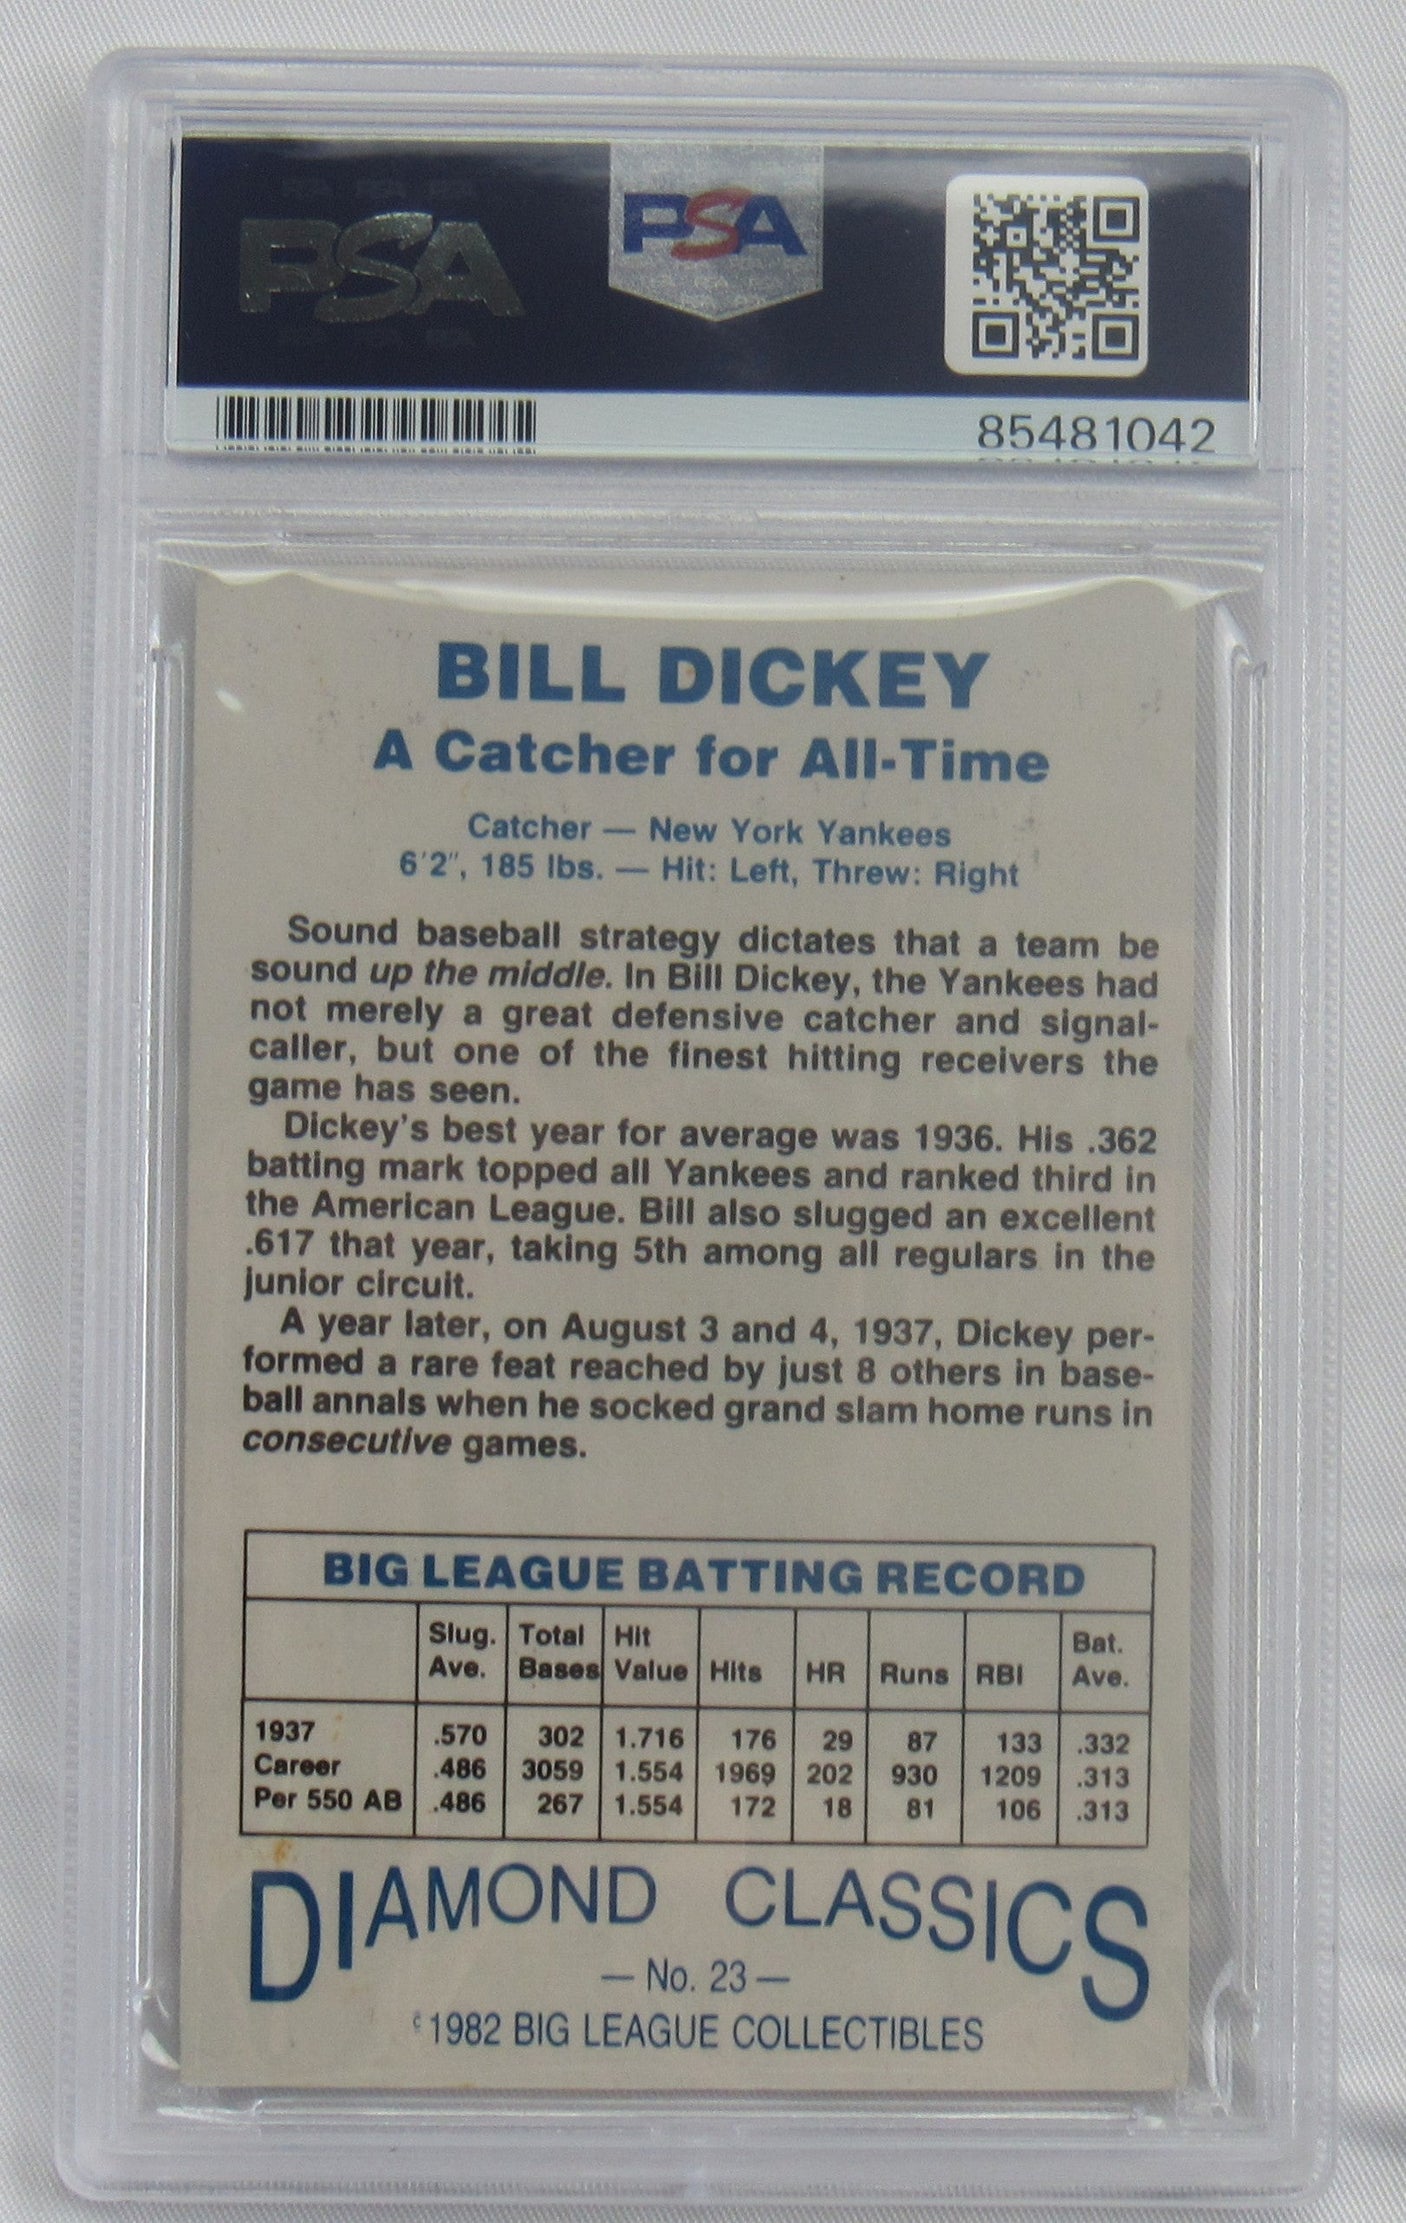 PSA
PSA
85481042
BILL DICKEY
A Catcher for All-Time
Catcher — New York Yankees
6'2", 185 lbs. — Hit: Left, Threw: Right
Sound baseball strategy dictates that a team be
sound up the middle. In Bill Dickey, the Yankees had
not merely a great defensive catcher and signal-
caller, but one of the finest hitting receivers the
game has seen.
Dickey's best year for average was 1936. His .362
batting mark topped all Yankees and ranked third in
the American League. Bill also slugged an excellent
.617 that year, taking 5th among all regulars in the
junior circuit.
A year later, on August 3 and 4, 1937, Dickey per-
formed a rare feat reached by just 8 others in base-
ball annals when he socked grand slam home runs in
consecutive games.
BIG LEAGUE BATTING RECORD
Slug. Ave. Total Bases Hit Value Hits HR Runs RBI Bat. Ave.
1937 .570 302 1.716 176 29 87 133 .332
Career .486 3059 1.554 1969 202 930 1209 .313
Per 550 AB .486 267 1.554 172 18 81 106 .313
DIAMOND CLASSICS
— No. 23 —
©1982 BIG LEAGUE COLLECTIBLES